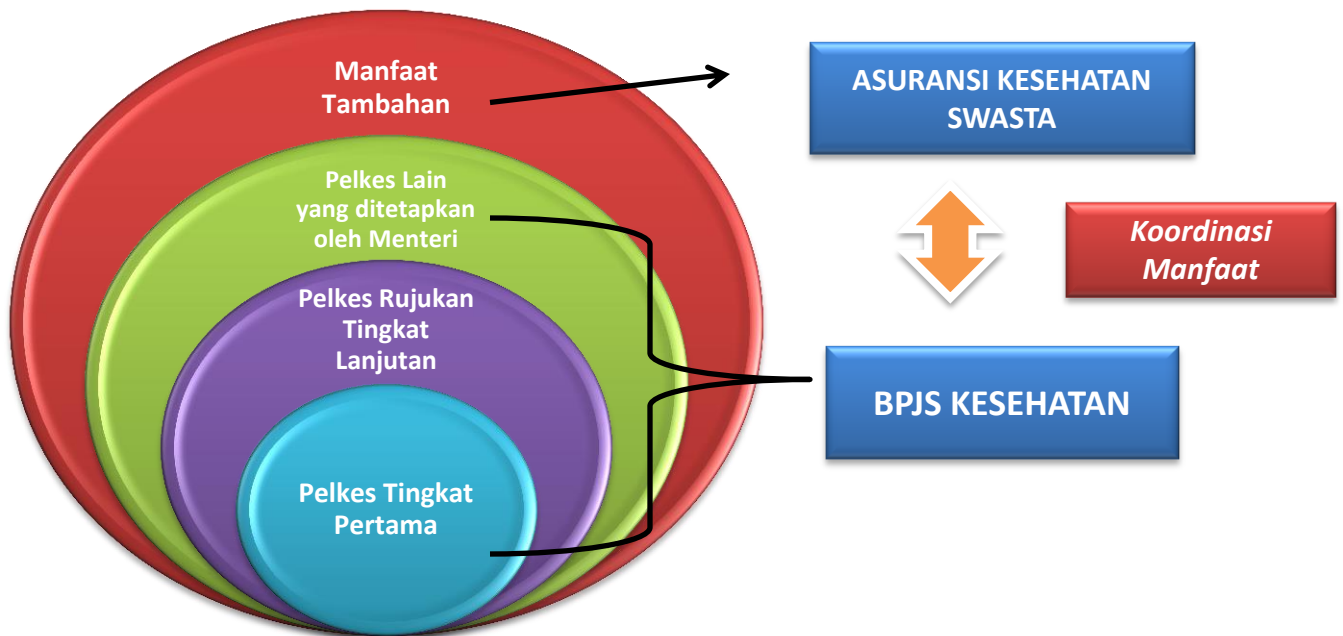 Manfaat
Tambahan
ASURANSI KESEHATAN
SWASTA
Pelkes Lain
yang ditetapkan
oleh Menteri
Koordinasi
Manfaat
Pelkes Rujukan
Tingkat
Lanjutan
BPJS KESEHATAN
Pelkes Tingkat
Pertama